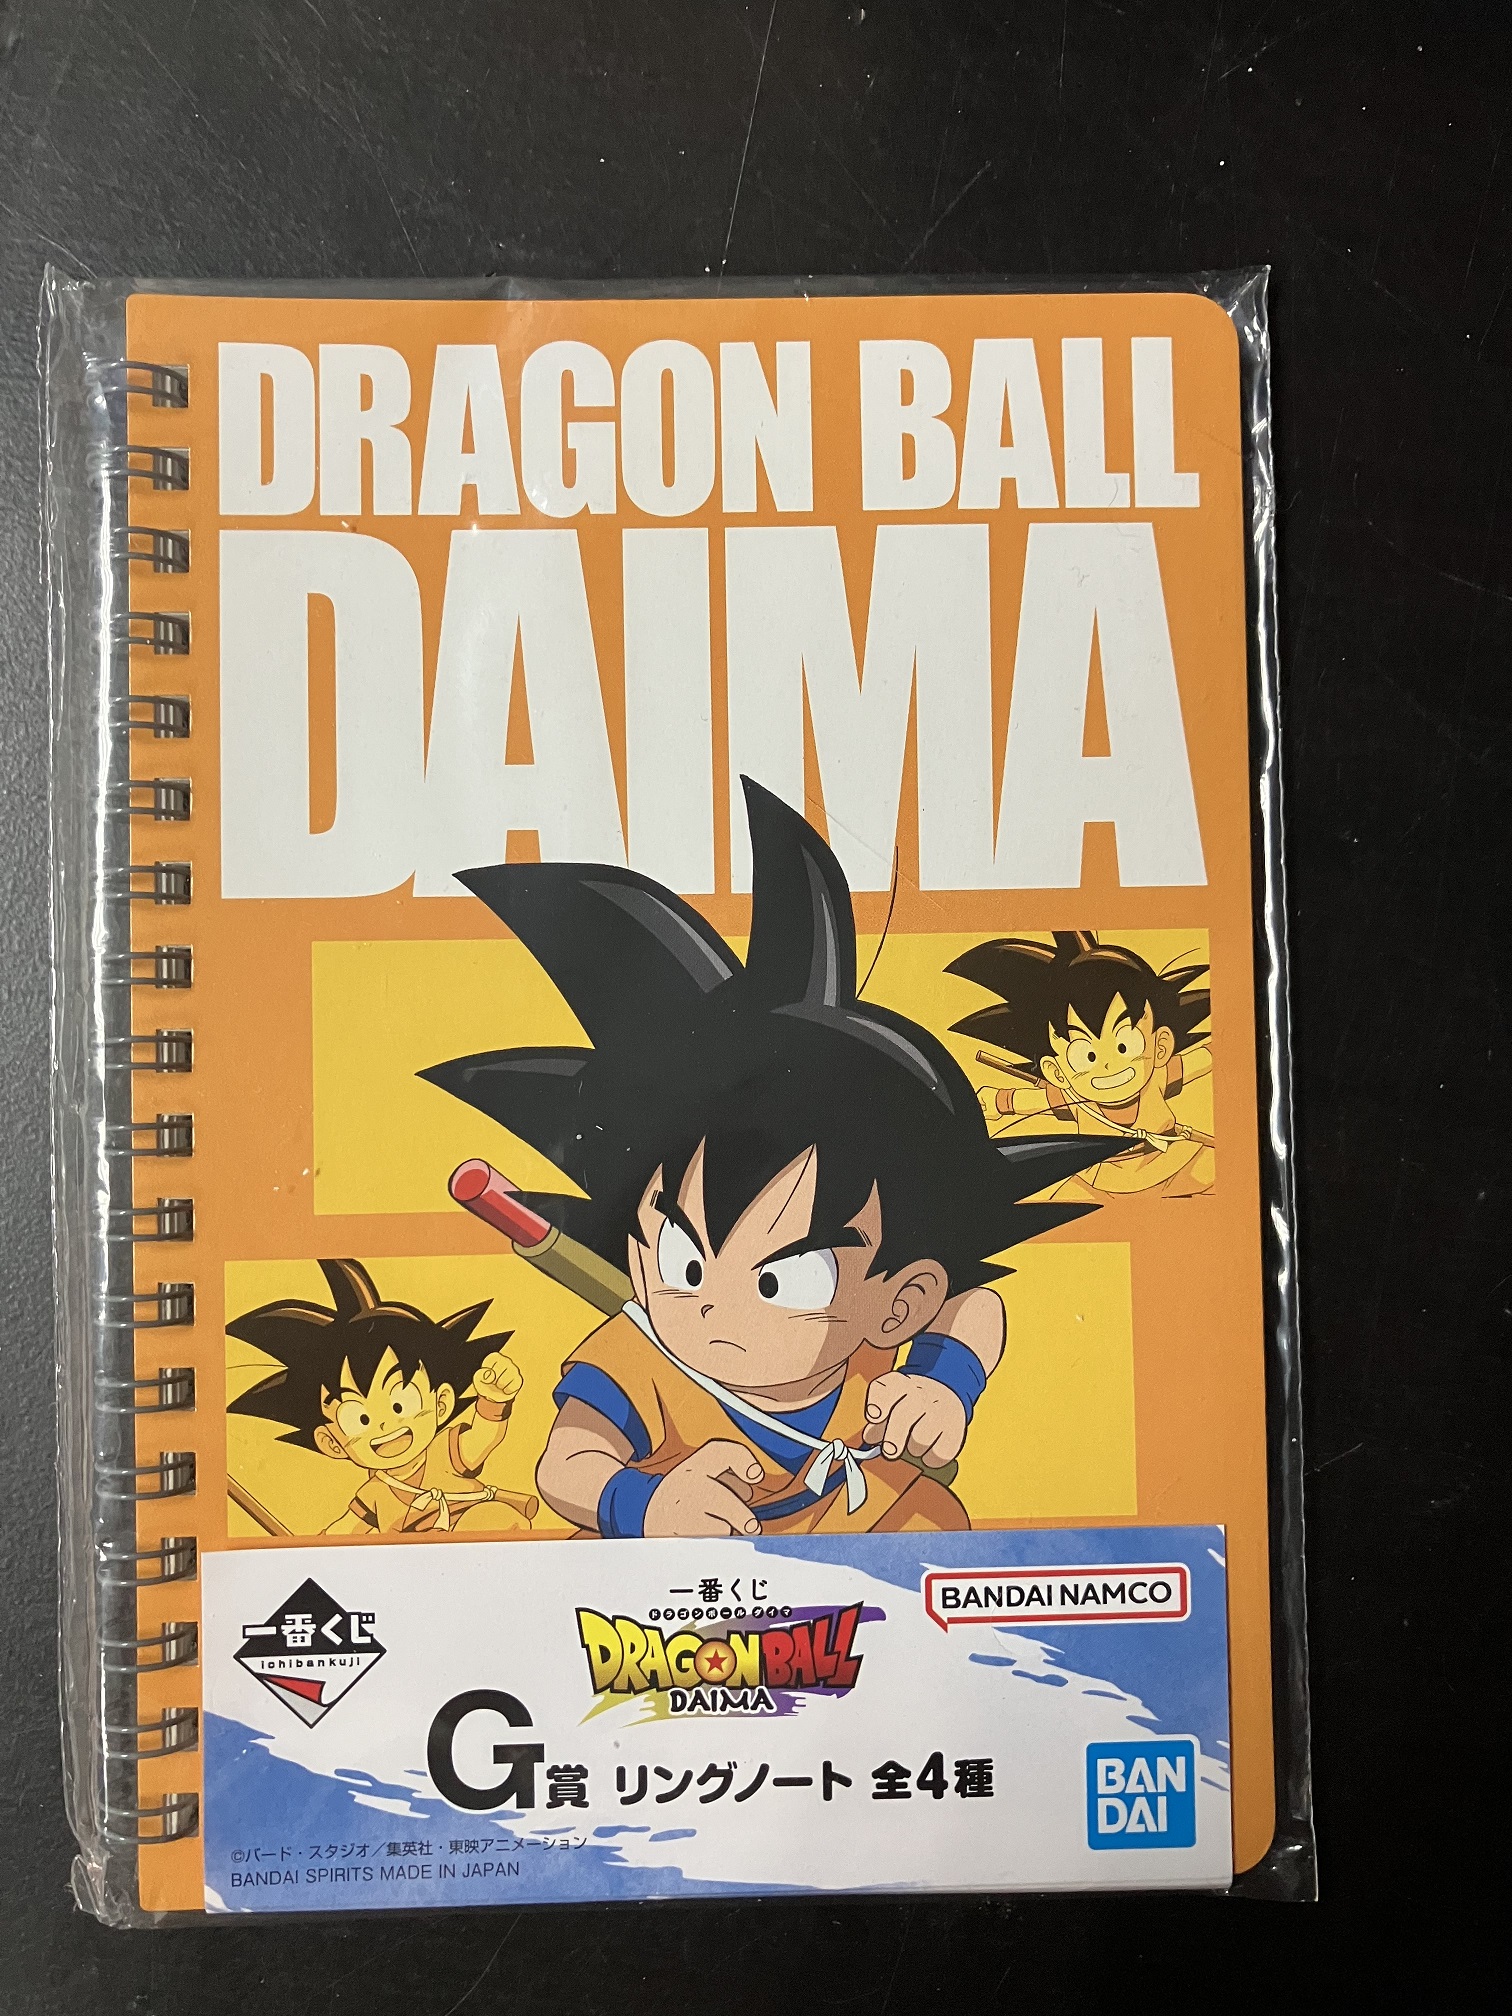 DRAGON BALL
DAIMA
一番くじ
ichibankuji
一番くじ
ドラゴンボールダイマ
DRAGON BALL
DAIMA
BANDAI NAMCO
G賞 リングノート 全4種
BAN
DAI
©バード・スタジオ／集英社・東映アニメーション
BANDAI SPIRITS MADE IN JAPAN